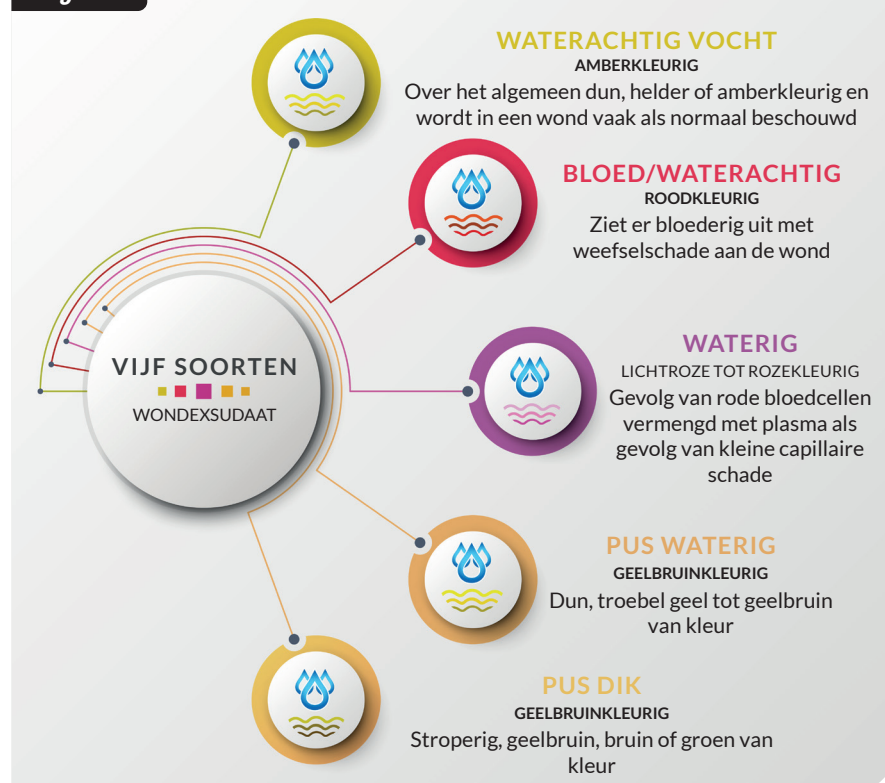 WATERACHTIG VOCHT
AMBERKLEURIG
Over het algemeen dun, helder of amberkleurig en
wordt in een wond vaak als normaal beschouwd
BLOED/WATERACHTIG
ROODKLEURIG
Ziet er bloederig uit met
weefselschade aan de wond
VIJF SOORTEN
WONDEXSUDAAT
WATERIG
LICHTROZE TOT ROZEKLEURIG
Gevolg van rode bloedcellen
vermengd met plasma als
gevolg van kleine capillaire
schade
PUS WATERIG
GEELBRUINKLEURIG
Dun, troebel geel tot geelbruin
van kleur
PUS DIK
GEELBRUINKLEURIG
Stroperig, geelbruin, bruin of groen van
kleur